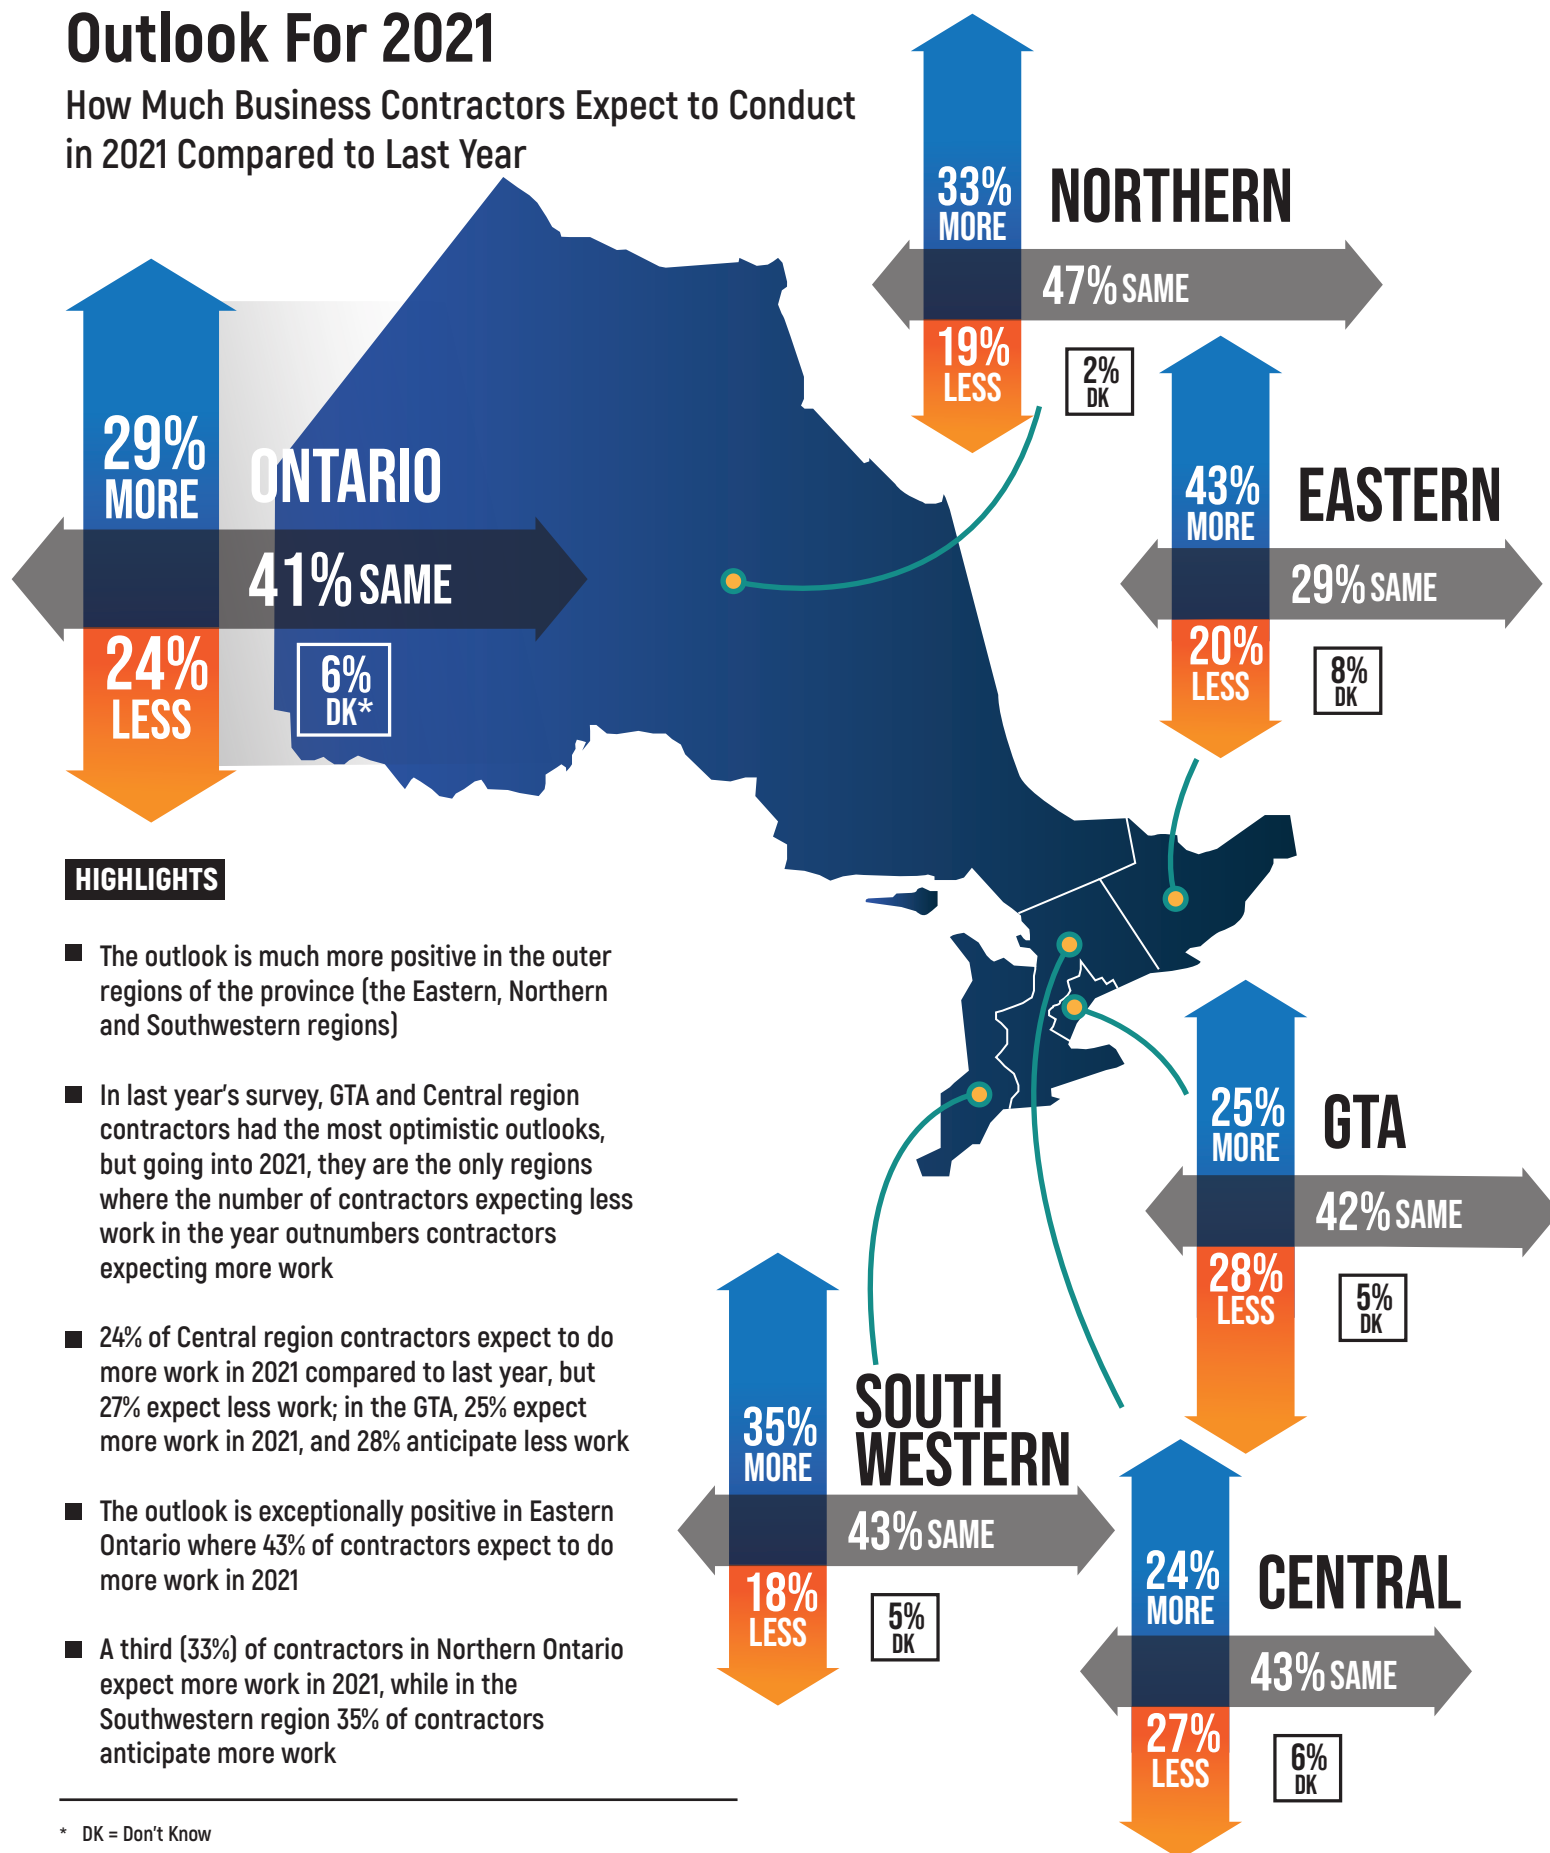 Outlook For 2021
How Much Business Contractors Expect to Conduct
in 2021 Compared to Last Year
33%
MORE
NORTHERN
47% SAME
19%
LESS
2%
DK
29%
MORE
ONTARIO
41% SAME
24%
LESS
6%
DK*
43%
MORE
EASTERN
29% SAME
20%
LESS
8%
DK
HIGHLIGHTS
The outlook is much more positive in the outer
regions of the province (the Eastern, Northern
and Southwestern regions)
In last year's survey, GTA and Central region
contractors had the most optimistic outlooks,
but going into 2021, they are the only regions
where the number of contractors expecting less
work in the year outnumbers contractors
expecting more work
24% of Central region contractors expect to do
more work in 2021 compared to last year, but
27% expect less work; in the GTA, 25% expect
more work in 2021, and 28% anticipate less work
The outlook is exceptionally positive in Eastern
Ontario where 43% of contractors expect to do
more work in 2021
A third (33%) of contractors in Northern Ontario
expect more work in 2021, while in the
Southwestern region 35% of contractors
anticipate more work
25%
MORE
GTA
42% SAME
28%
LESS
5%
DK
35%
MORE
SOUTH
WESTERN
43% SAME
18%
LESS
5%
DK
24%
MORE
CENTRAL
43% SAME
27%
LESS
6%
DK
* DK = Don't Know